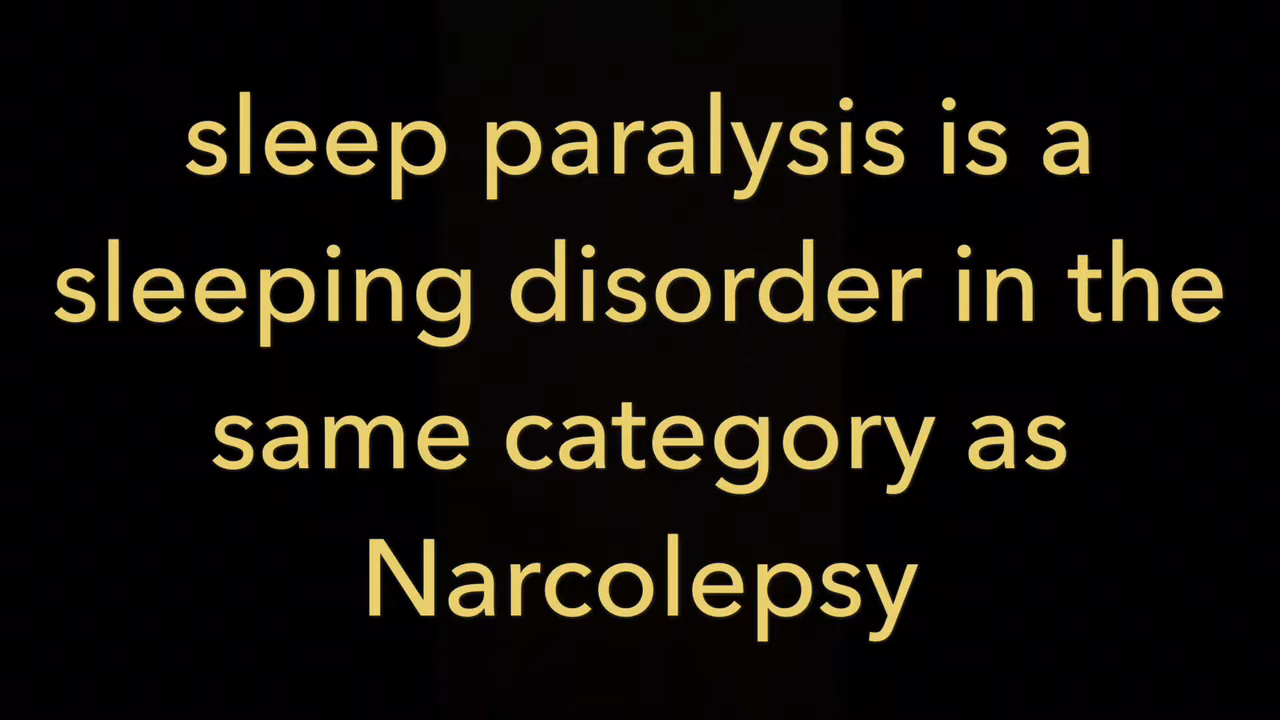 sleep paralysis is a
sleeping disorder in the
same category as
Narcolepsy